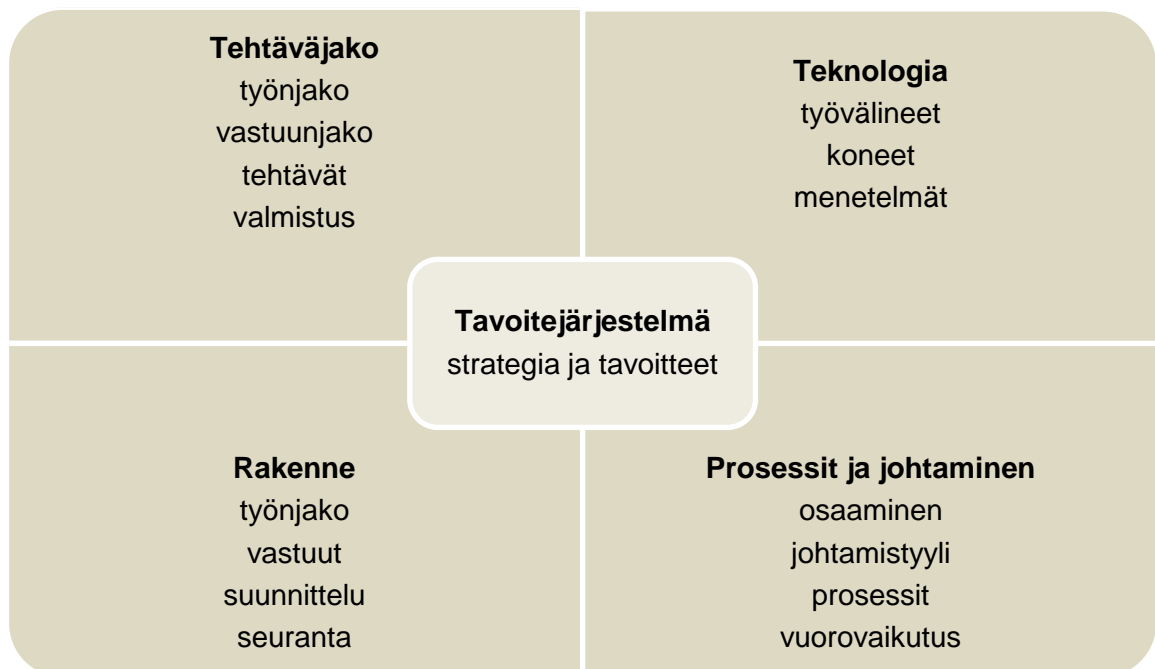 Tehtäväjako
työnjako
vastuunjako
tehtävät
valmistus
Teknologia
työvälineet
koneet
menetelmät
Tavoitejärjestelmä
strategia ja tavoitteet
Rakenne
työnjako
vastuut
suunnittelu
seuranta
Prosessit ja johtaminen
osaaminen
johtamistyyli
prosessit
vuorovaikutus